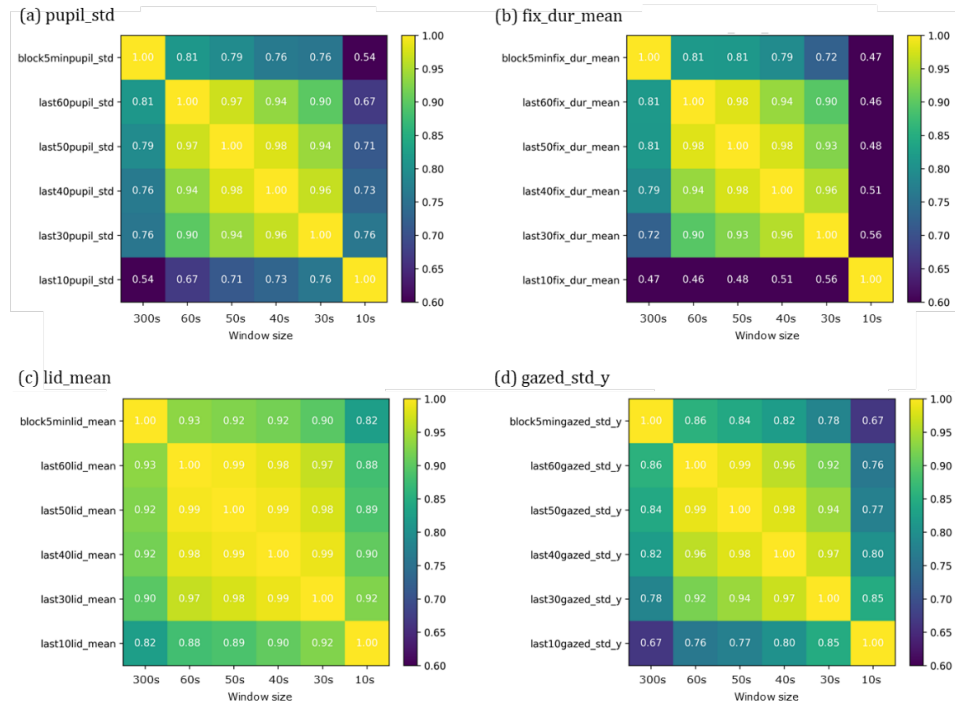 (a) pupil_std
block5minpupil_std 1.00 0.81 0.79 0.76 0.76 0.54
last60pupil_std 0.81 1.00 0.97 0.94 0.90 0.67
last50pupil_std 0.79 0.97 1.00 0.98 0.94 0.71
last40pupil_std 0.76 0.94 0.98 1.00 0.96 0.73
last30pupil_std 0.76 0.90 0.94 0.96 1.00 0.76
last10pupil_std 0.54 0.67 0.71 0.73 0.76 1.00
300s 60s 50s 40s 30s 10s
Window size
1.00
0.95
0.90
0.85
0.80
0.75
0.70
0.65
0.60
(b) fix_dur_mean
block5minfix_dur_mean 1.00 0.81 0.81 0.79 0.72 0.47
last60fix_dur_mean 0.81 1.00 0.98 0.94 0.90 0.46
last50fix_dur_mean 0.81 0.98 1.00 0.98 0.93 0.48
last40fix_dur_mean 0.79 0.94 0.98 1.00 0.96 0.51
last30fix_dur_mean 0.72 0.90 0.93 0.96 1.00 0.56
last10fix_dur_mean 0.47 0.46 0.48 0.51 0.56 1.00
300s 60s 50s 40s 30s 10s
Window size
1.00
0.95
0.90
0.85
0.80
0.75
0.70
0.65
0.60
(c) lid_mean
block5minlid_mean 1.00 0.93 0.92 0.92 0.90 0.82
last60lid_mean 0.93 1.00 0.99 0.98 0.97 0.88
last50lid_mean 0.92 0.99 1.00 0.99 0.98 0.89
last40lid_mean 0.92 0.98 0.99 1.00 0.99 0.90
last30lid_mean 0.90 0.97 0.98 0.99 1.00 0.92
last10lid_mean 0.82 0.88 0.89 0.90 0.92 1.00
300s 60s 50s 40s 30s 10s
Window size
1.00
0.95
0.90
0.85
0.80
0.75
0.70
0.65
0.60
(d) gazed_std_y
block5mingazed_std_y 1.00 0.86 0.84 0.82 0.78 0.67
last60gazed_std_y 0.86 1.00 0.99 0.96 0.92 0.76
last50gazed_std_y 0.84 0.99 1.00 0.98 0.94 0.77
last40gazed_std_y 0.82 0.96 0.98 1.00 0.97 0.80
last30gazed_std_y 0.78 0.92 0.94 0.97 1.00 0.85
last10gazed_std_y 0.67 0.76 0.77 0.80 0.85 1.00
300s 60s 50s 40s 30s 10s
Window size
1.00
0.95
0.90
0.85
0.80
0.75
0.70
0.65
0.60